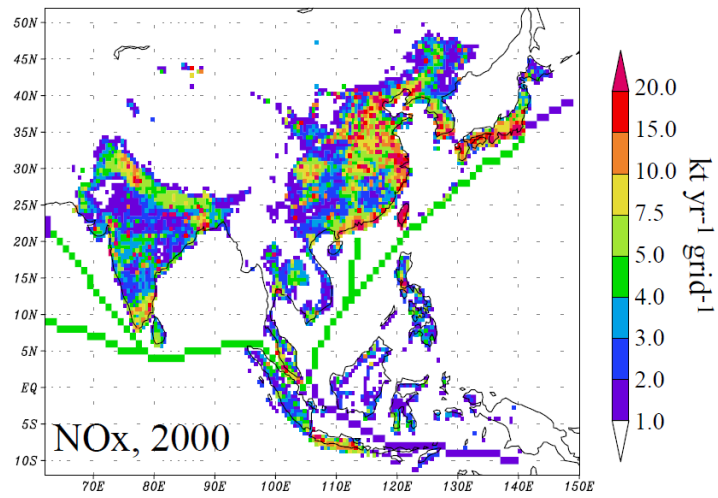 50N
45N
40N
35N
30N
25N
20N
15N
10N
5N
EQ
5S
10S
70E 80E 90E 100E 110E 120E 130E 140E 150E
NOx, 2000
20.0
15.0
10.0
7.5
5.0
4.0
3.0
2.0
1.0
kt yr-1 grid-1